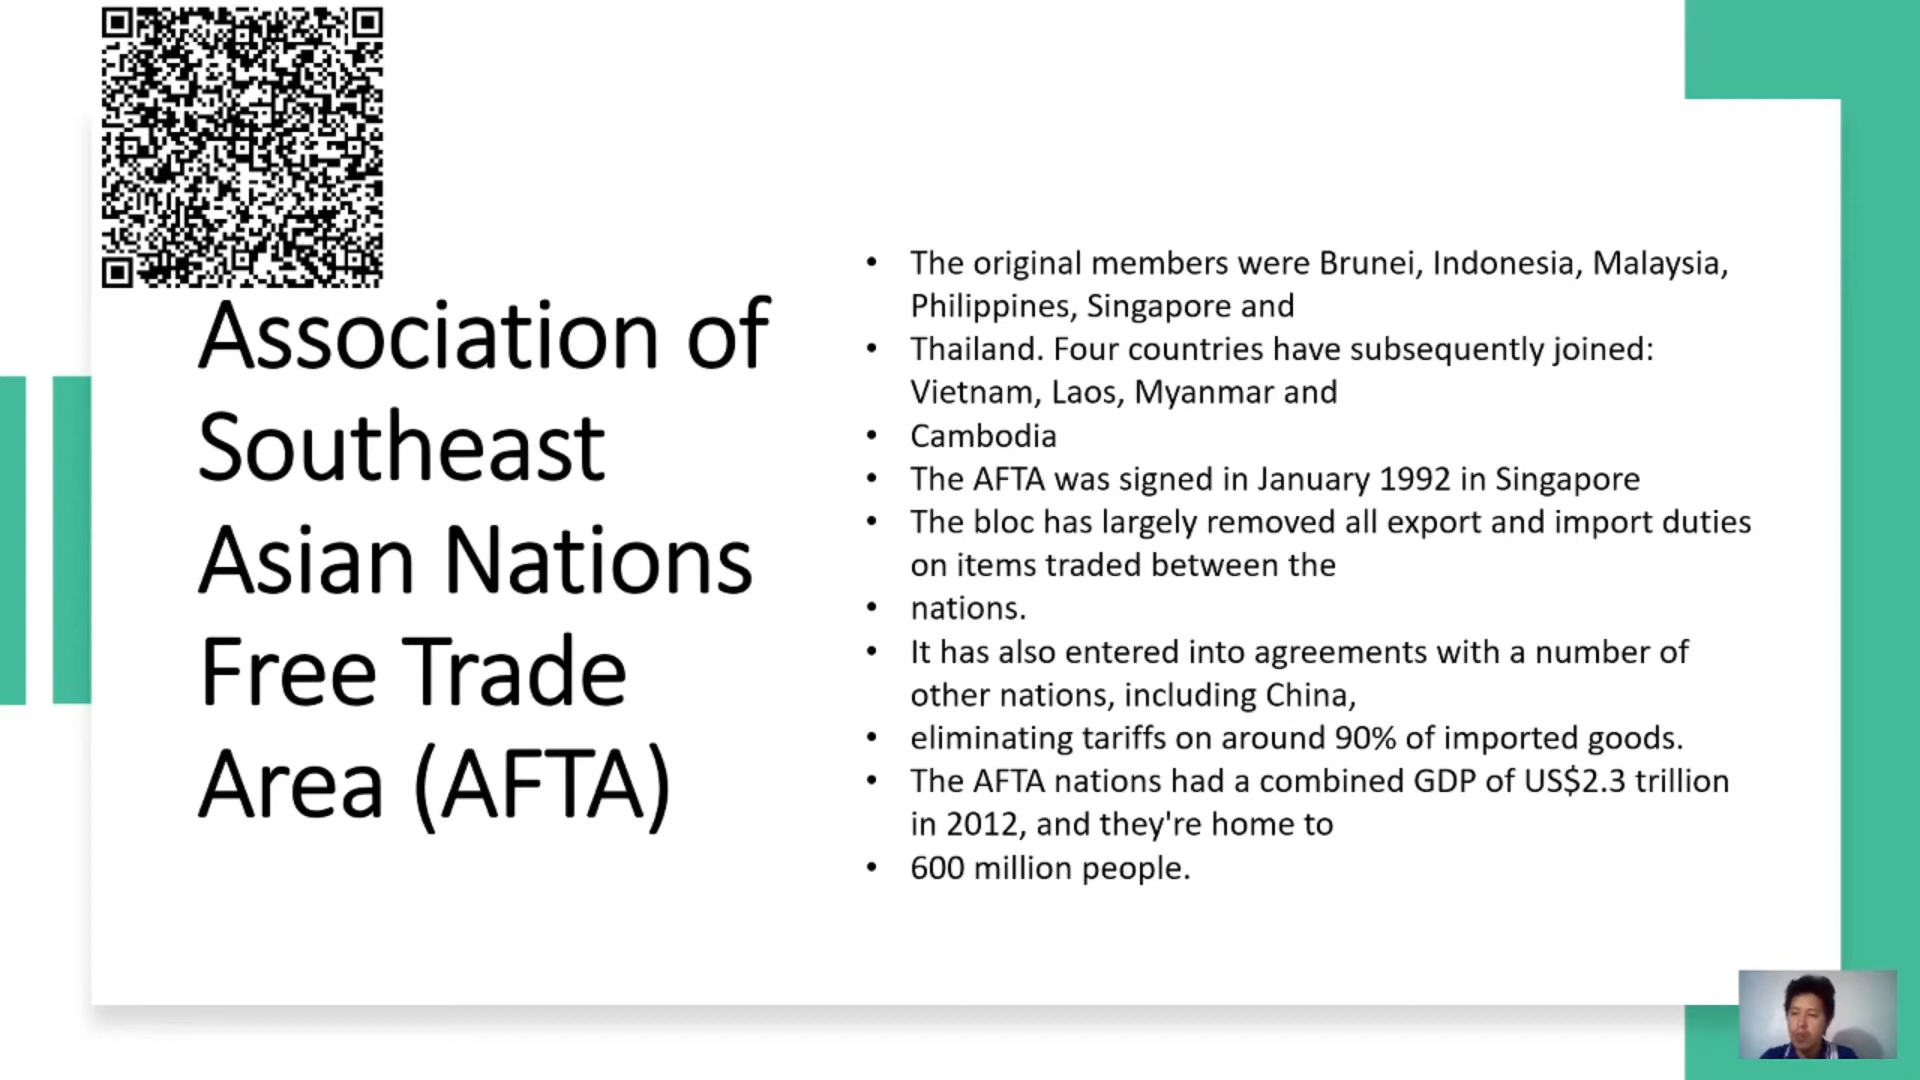 Association of
Southeast
Asian Nations
Free Trade
Area (AFTA)
• The original members were Brunei, Indonesia, Malaysia,
Philippines, Singapore and
• Thailand. Four countries have subsequently joined:
Vietnam, Laos, Myanmar and
• Cambodia
• The AFTA was signed in January 1992 in Singapore
• The bloc has largely removed all export and import duties
on items traded between the
• nations.
• It has also entered into agreements with a number of
other nations, including China,
• eliminating tariffs on around 90% of imported goods.
• The AFTA nations had a combined GDP of US$2.3 trillion
in 2012, and they're home to
• 600 million people.